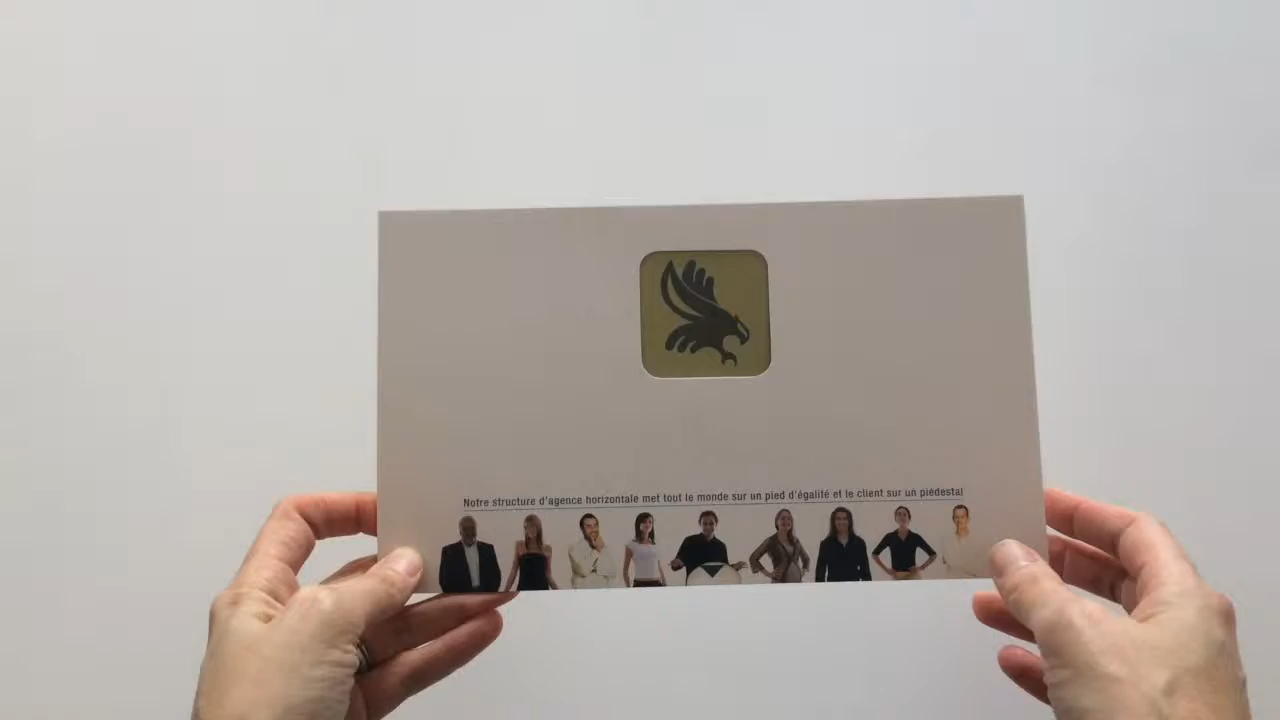 Notre structure d'agence horizontale met tout le monde sur un pied d'égalité et le client sur un piédestal